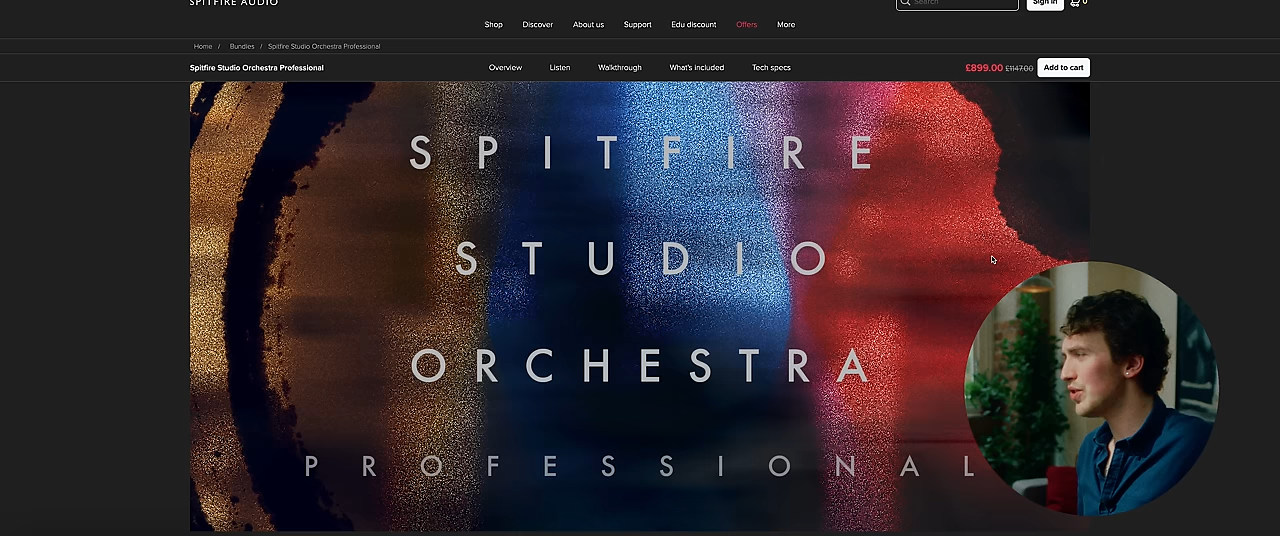 SPITFIRE AUDIO
Search
Sign in
0
Shop Discover About us Support Edu discount Offers More
Home / Bundles / Spitfire Studio Orchestra Professional
Spitfire Studio Orchestra Professional Overview Listen Walkthrough What's included Tech specs £899.00 £1147.00 Add to cart
SPITFIRE
STUDIO
ORCHESTRA
PROFESSIONAL